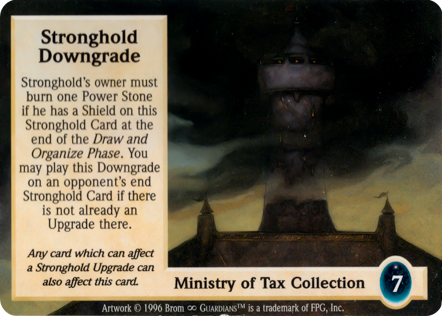 Stronghold
Downgrade
Stronghold's owner must
burn one Power Stone
if he has a Shield on this
Stronghold Card at the
end of the Draw and
Organize Phase. You
may play this Downgrade
on an opponent's end
Stronghold Card if there
is not already an
Upgrade there.
Any card which can affect
a Stronghold Upgrade can
also affect this card.
Ministry of Tax Collection
7
Artwork © 1996 Brom ∞ GUARDIANS™ is a trademark of FPG, Inc.